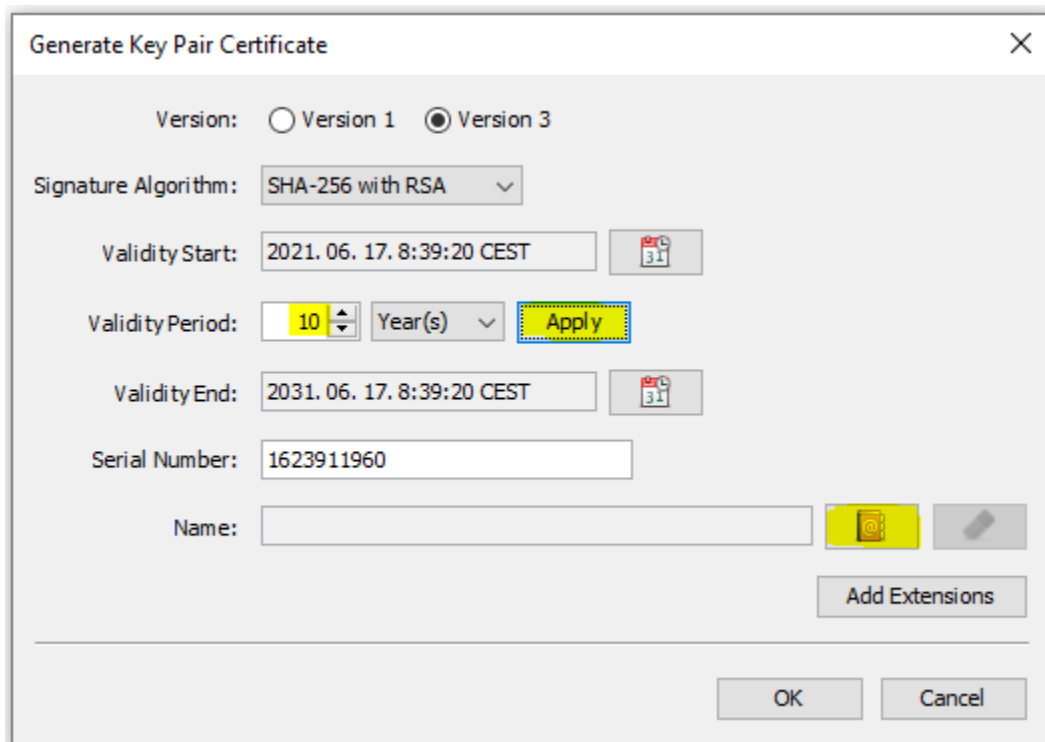 Generate Key Pair Certificate
Version: Version 1 Version 3
Signature Algorithm: SHA-256 with RSA
Validity Start: 2021. 06. 17. 8:39:20 CEST
Validity Period: 10 Year(s) Apply
Validity End: 2031. 06. 17. 8:39:20 CEST
Serial Number: 1623911960
Name:
Add Extensions
OK Cancel